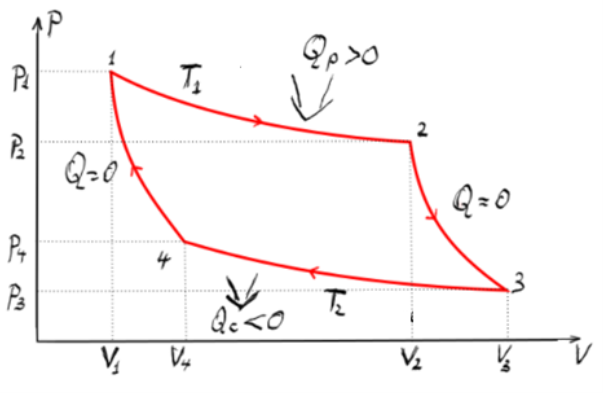 P
1
P₁
T₁
Qₚ>0
P₂
2
Q=0
Q=0
P₄
4
P₃
3
T₂
Q꜀<0
V₁
V₄
V₂
V₃
V